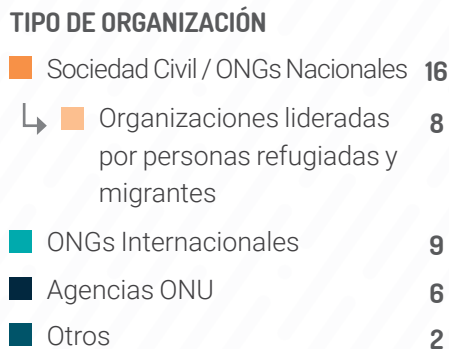 TIPO DE ORGANIZACIÓN
Sociedad Civil / ONGs Nacionales 16
Organizaciones lideradas 8
por personas refugiadas y
migrantes
ONGs Internacionales 9
Agencias ONU 6
Otros 2